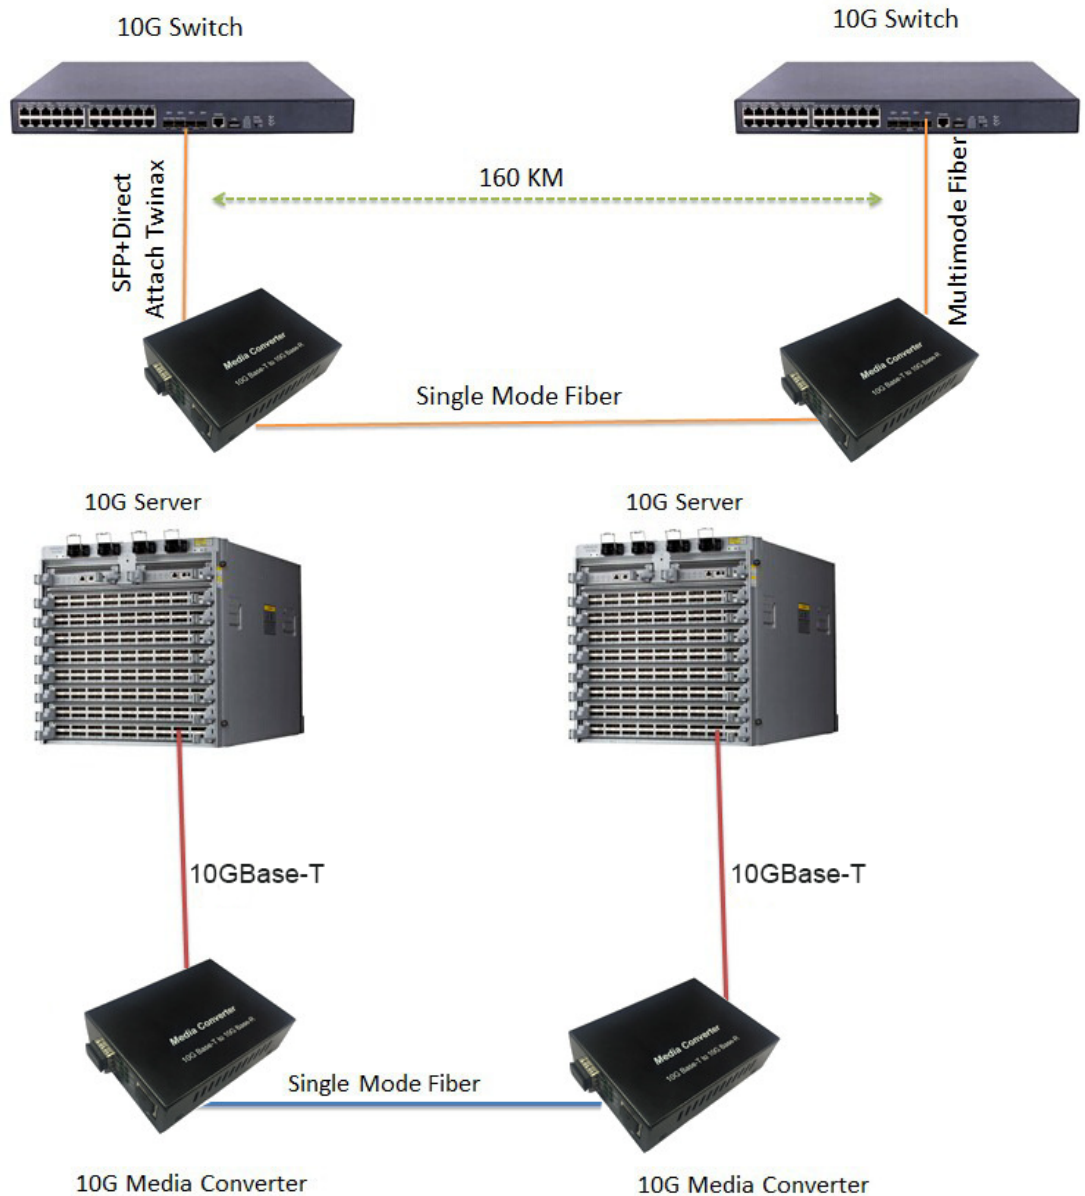 10G Switch
10G Switch
160 KM
SFP+Direct
Attach Twinax
Multimode Fiber
Media Converter
10G Base-T to 10G Base-R
Media Converter
10G Base-T to 10G Base-R
Single Mode Fiber
10G Server
10G Server
10GBase-T
10GBase-T
Media Converter
10G Base-T to 10G Base-R
Media Converter
10G Base-T to 10G Base-R
Single Mode Fiber
10G Media Converter
10G Media Converter